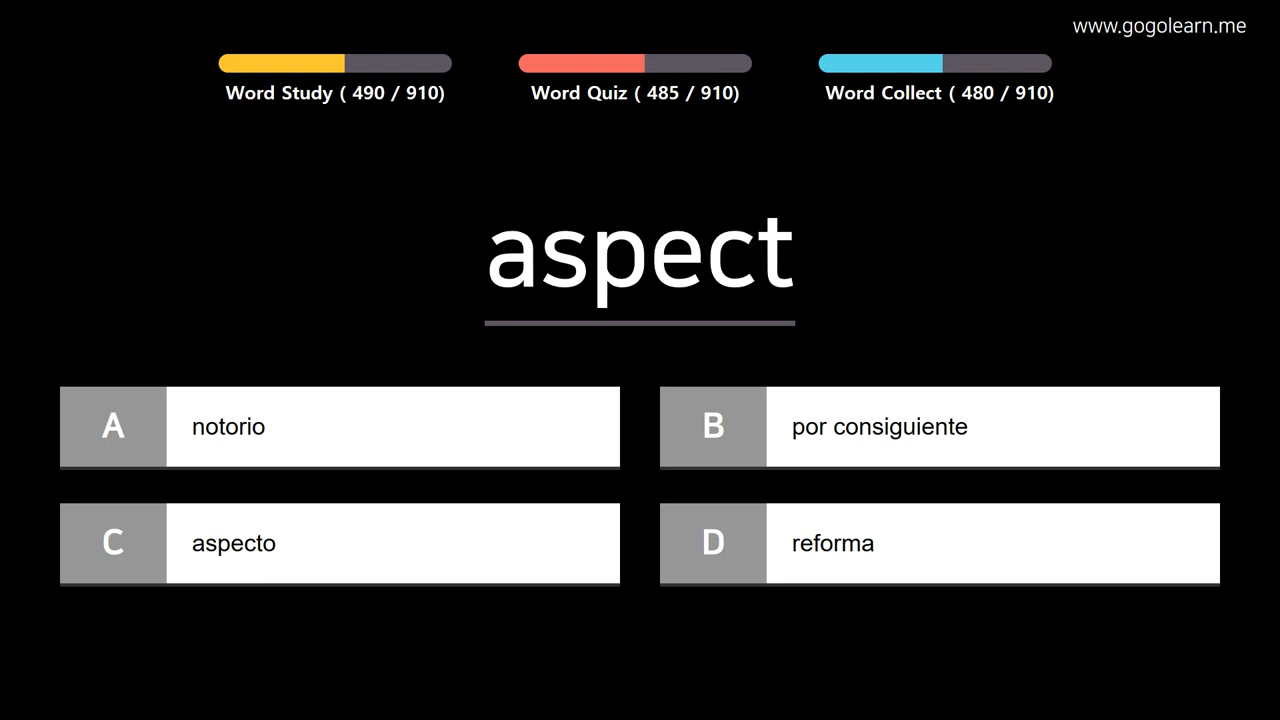 www.gogolearn.me
Word Study ( 490 / 910)
Word Quiz ( 485 / 910)
Word Collect ( 480 / 910)
aspect
A notorio
B por consiguiente
C aspecto
D reforma